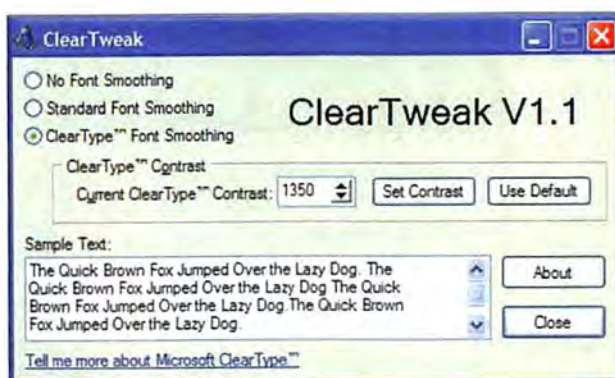 ClearTweak
No Font Smoothing
Standard Font Smoothing
ClearType™ Font Smoothing
ClearTweak V1.1
ClearType™ Contrast
Current ClearType™ Contrast: 1350
Set Contrast
Use Default
Sample Text:
The Quick Brown Fox Jumped Over the Lazy Dog. The
Quick Brown Fox Jumped Over the Lazy Dog The Quick
Brown Fox Jumped Over the Lazy Dog.The Quick Brown
Fox Jumped Over the Lazy Dog.
About
Close
Tell me more about Microsoft ClearType™